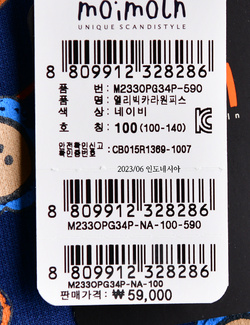 moimoln
UNIQUE SCANDISTYLE
8 809912 328286
품 번 : M233OPG34P-590
품 명 : 앨리빅카라원피스
색 상 : 네이비
호 칭 : 100 (100-140)
안전확인신고
확인증번호 : CB015R1369-1007
2023/06 인도네시아
8 809912 328286
M233OPG34P-NA-100-590
8 809912 328286
M233OPG34P-NA-100
판매가격 : ₩ 59,000